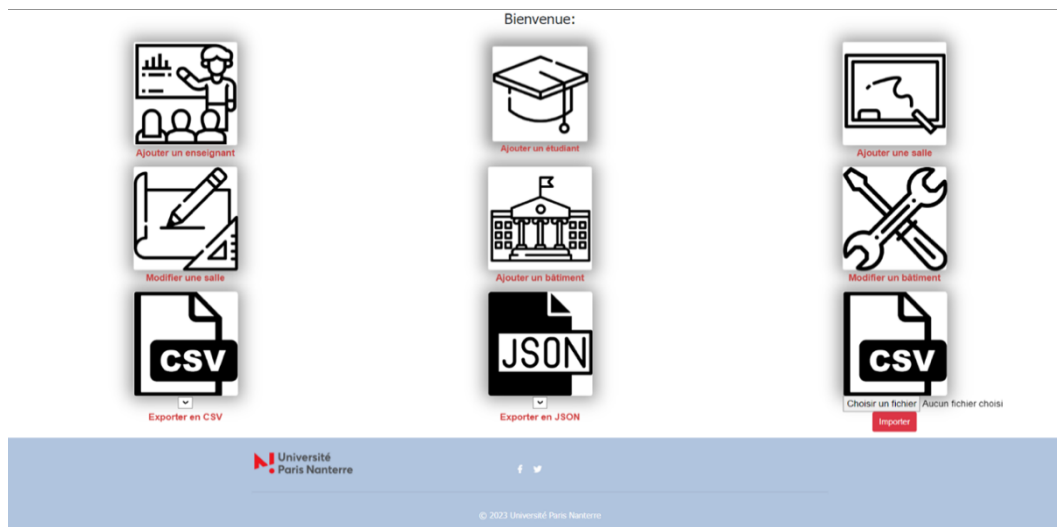 Bienvenue:
Ajouter un enseignant
Ajouter un étudiant
Ajouter une salle
Modifier une salle
Ajouter un bâtiment
Modifier un bâtiment
CSV
JSON
CSV
Exporter en CSV
Exporter en JSON
Choisir un fichier Aucun fichier choisi
Importer
Université
Paris Nanterre
© 2023 Université Paris Nanterre